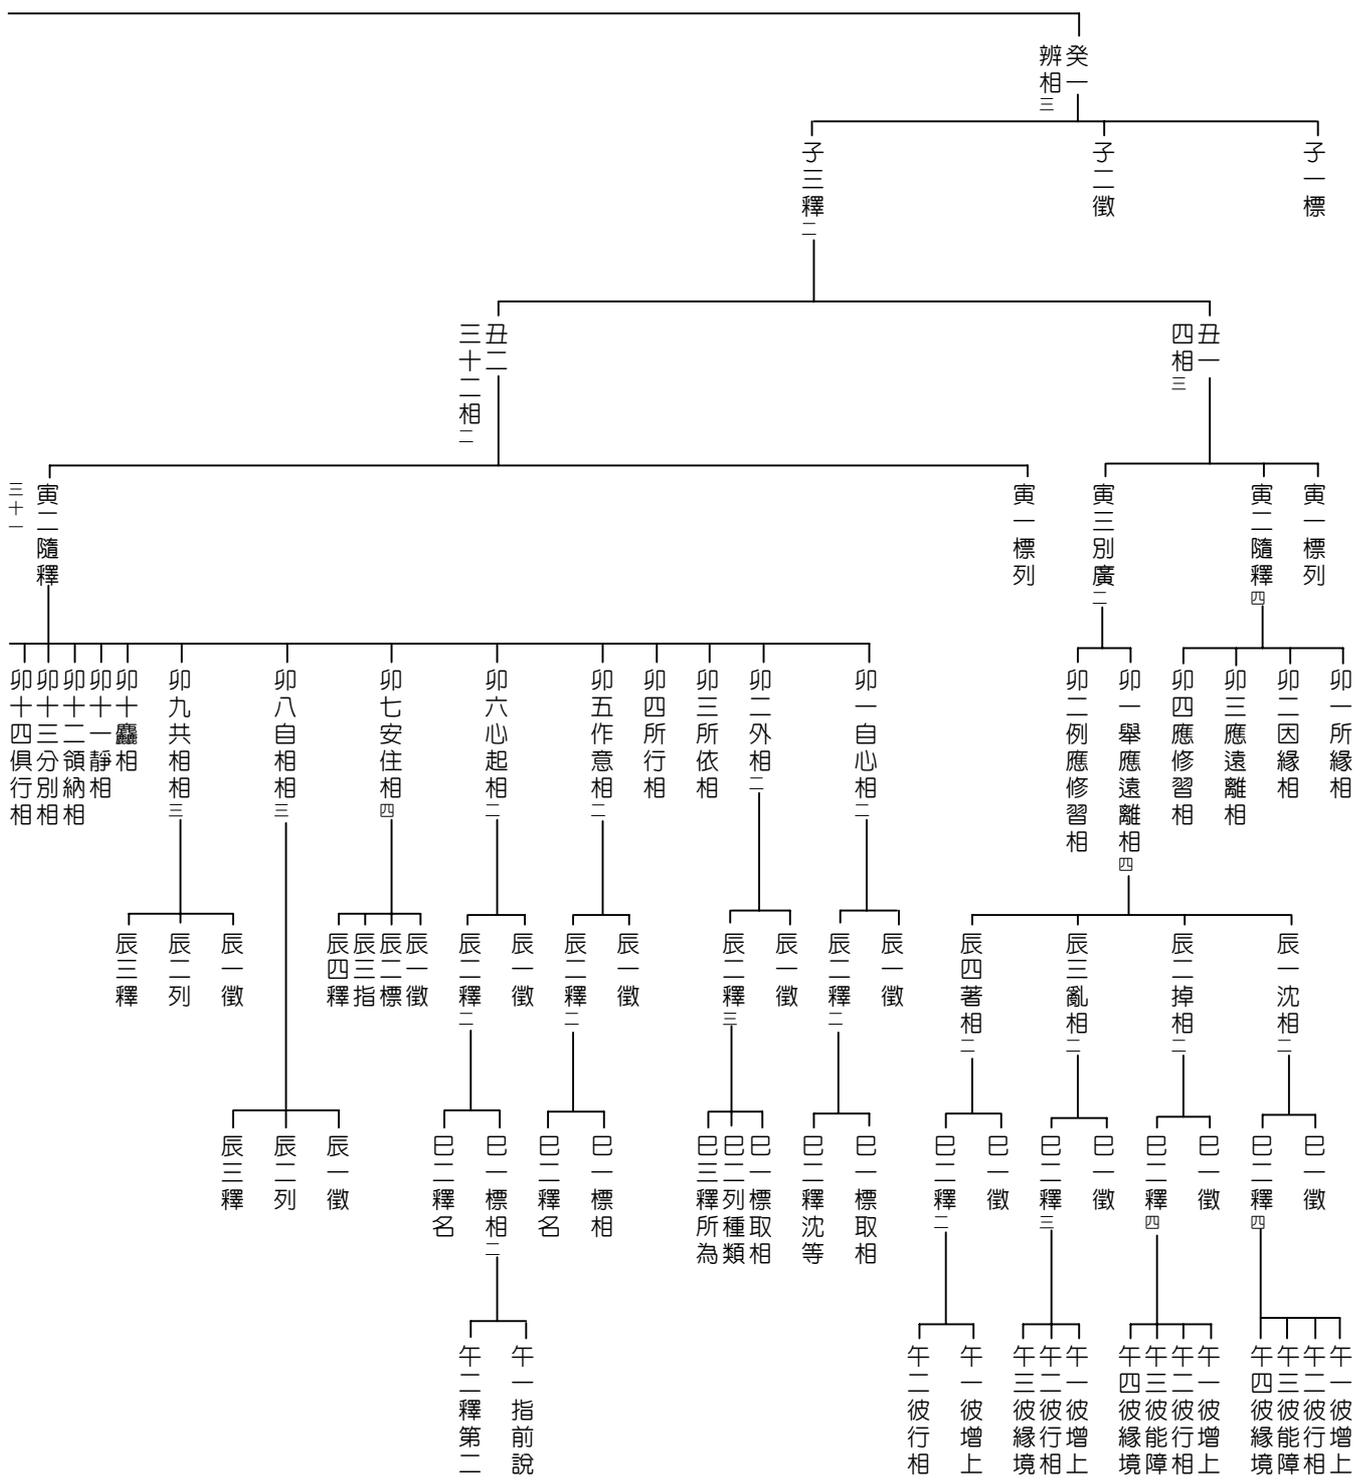 癸一
辨相三
子一標
子二徵
子三釋二
丑一
四相三
丑二
三十二相二
寅一標列
寅二隨釋四
寅三別廣二
寅一標列
寅二隨釋
三十一
卯一所緣相
卯二因緣相
卯三應遠離相
卯四應修習相
卯一舉應遠離相四
卯二例應修習相
卯一自心相二
卯二外相二
卯三所依相
卯四所行相
卯五作意相二
卯六心起相二
卯七安住相四
卯八自相相三
卯九共相相三
卯十麤相
卯十一靜相
卯十二領納相
卯十三分別相
卯十四俱行相
辰一沈相二
辰二掉相二
辰三亂相二
辰四著相二
辰一徵
辰二釋二
辰一徵
辰二釋三
辰一徵
辰二釋二
辰一徵
辰二釋二
辰一徵
辰二標
辰三指
辰四釋
辰一徵
辰二列
辰三釋
巳一徵
巳二釋四
巳一徵
巳二釋四
巳一徵
巳二釋三
巳一徵
巳二釋二
巳一標取相
巳二釋沈等
巳一標取相
巳二列種類
巳三釋所為
巳一標相
巳二釋名
巳一標相二
巳二釋名
辰一徵
辰二列
辰三釋
午一彼增上
午二彼行相
午三彼能障
午四彼緣境
午一彼增上
午二彼行相
午三彼能障
午四彼緣境
午一彼增上
午二彼行相
午三彼緣境
午一彼增上
午二彼行相
午一指前說
午二釋第二